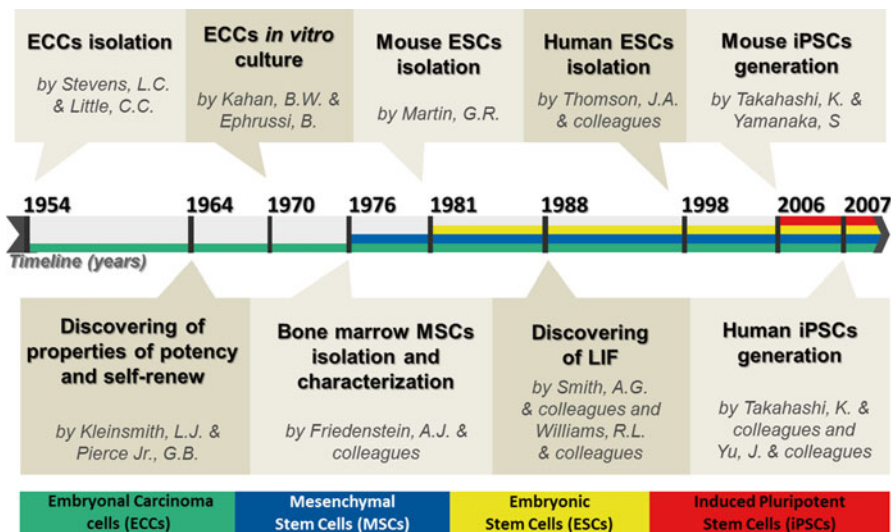 ECCs isolation
by Stevens, L.C.
& Little, C.C.
ECCs in vitro
culture
by Kahan, B.W. &
Ephrussi, B.
Mouse ESCs
isolation
by Martin, G.R.
Human ESCs
isolation
by Thomson, J.A.
& colleagues
Mouse iPSCs
generation
by Takahashi, K. &
Yamanaka, S
1954
1964
1970
1976
1981
1988
1998
2006
2007
Timeline (years)
Discovering of
properties of potency
and self-renew
by Kleinsmith, L.J. &
Pierce Jr., G.B.
Bone marrow MSCs
isolation and
characterization
by Friedenstein, A.J. &
colleagues
Discovering
of LIF
by Smith, A.G.
& colleagues and
Williams, R.L.
& colleagues
Human iPSCs
generation
by Takahashi, K. &
colleagues and
Yu, J. & colleagues
Embryonal Carcinoma
cells (ECCs)
Mesenchymal
Stem Cells (MSCs)
Embryonic
Stem Cells (ESCs)
Induced Pluripotent
Stem Cells (iPSCs)